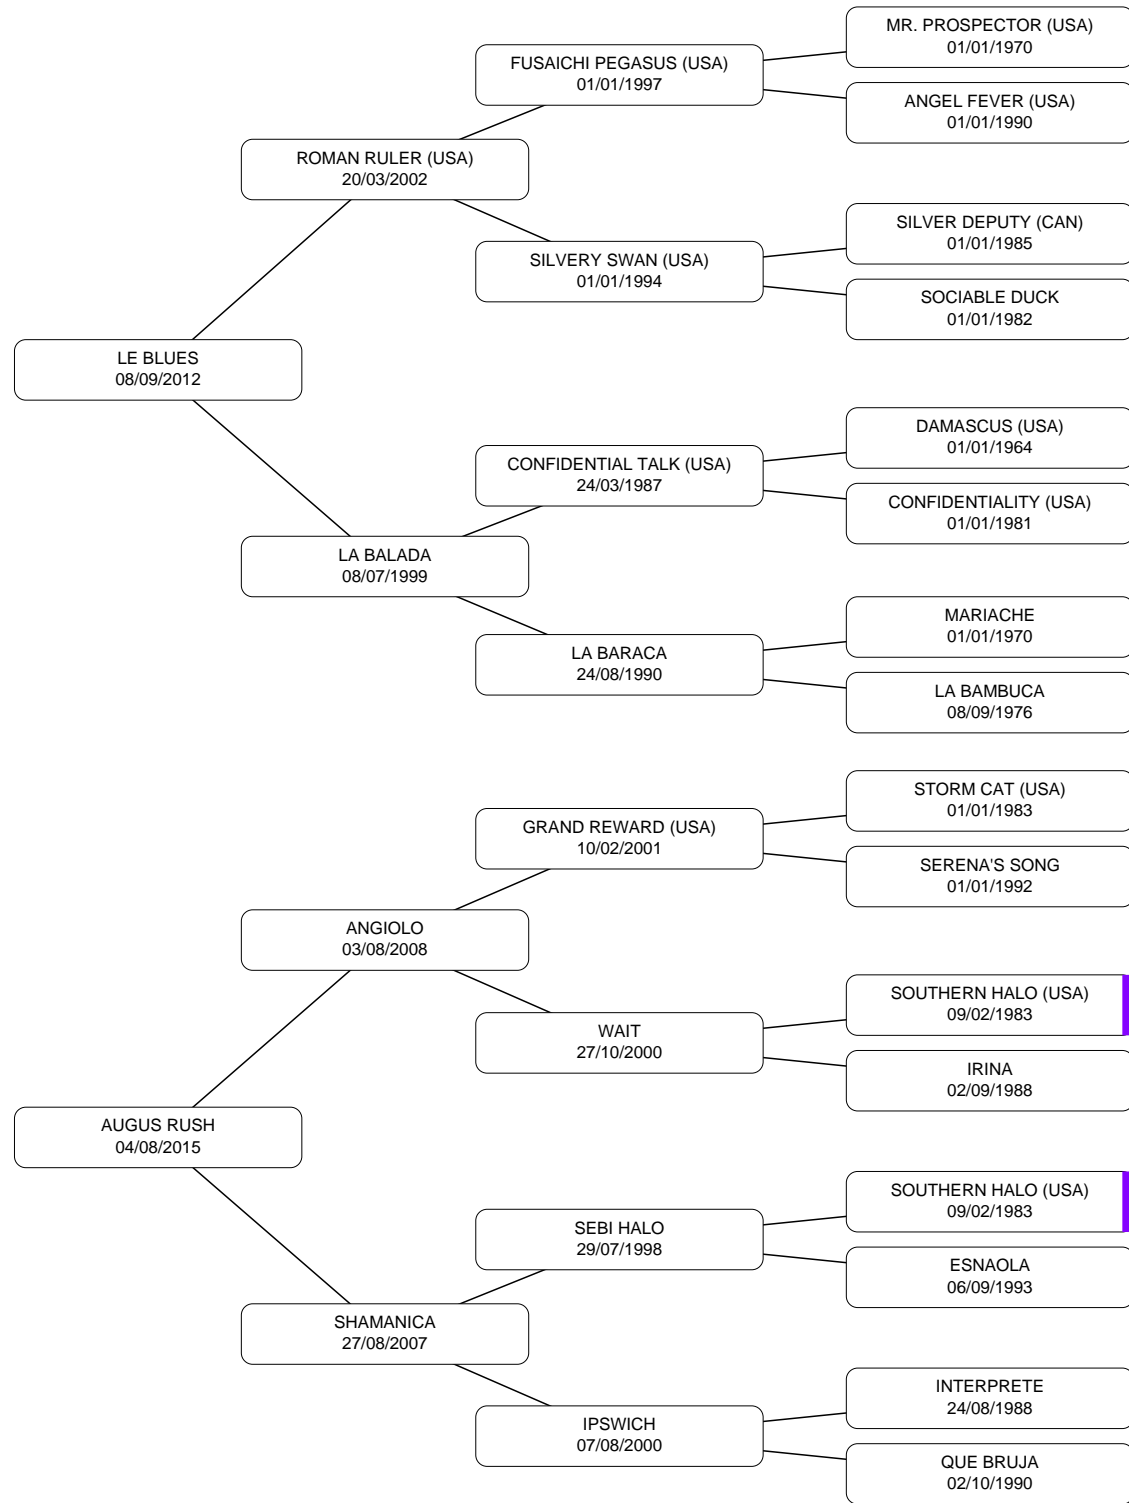 MR. PROSPECTOR (USA)
01/01/1970
FUSAICHI PEGASUS (USA)
01/01/1997
ANGEL FEVER (USA)
01/01/1990
ROMAN RULER (USA)
20/03/2002
SILVER DEPUTY (CAN)
01/01/1985
SILVERY SWAN (USA)
01/01/1994
SOCIABLE DUCK
01/01/1982
LE BLUES
08/09/2012
DAMASCUS (USA)
01/01/1964
CONFIDENTIAL TALK (USA)
24/03/1987
CONFIDENTIALITY (USA)
01/01/1981
LA BALADA
08/07/1999
MARIACHE
01/01/1970
LA BARACA
24/08/1990
LA BAMBUCA
08/09/1976
STORM CAT (USA)
01/01/1983
GRAND REWARD (USA)
10/02/2001
SERENA'S SONG
01/01/1992
ANGIOLO
03/08/2008
SOUTHERN HALO (USA)
09/02/1983
WAIT
27/10/2000
IRINA
02/09/1988
AUGUS RUSH
04/08/2015
SOUTHERN HALO (USA)
09/02/1983
SEBI HALO
29/07/1998
ESNAOLA
06/09/1993
SHAMANICA
27/08/2007
INTERPRETE
24/08/1988
IPSWICH
07/08/2000
QUE BRUJA
02/10/1990